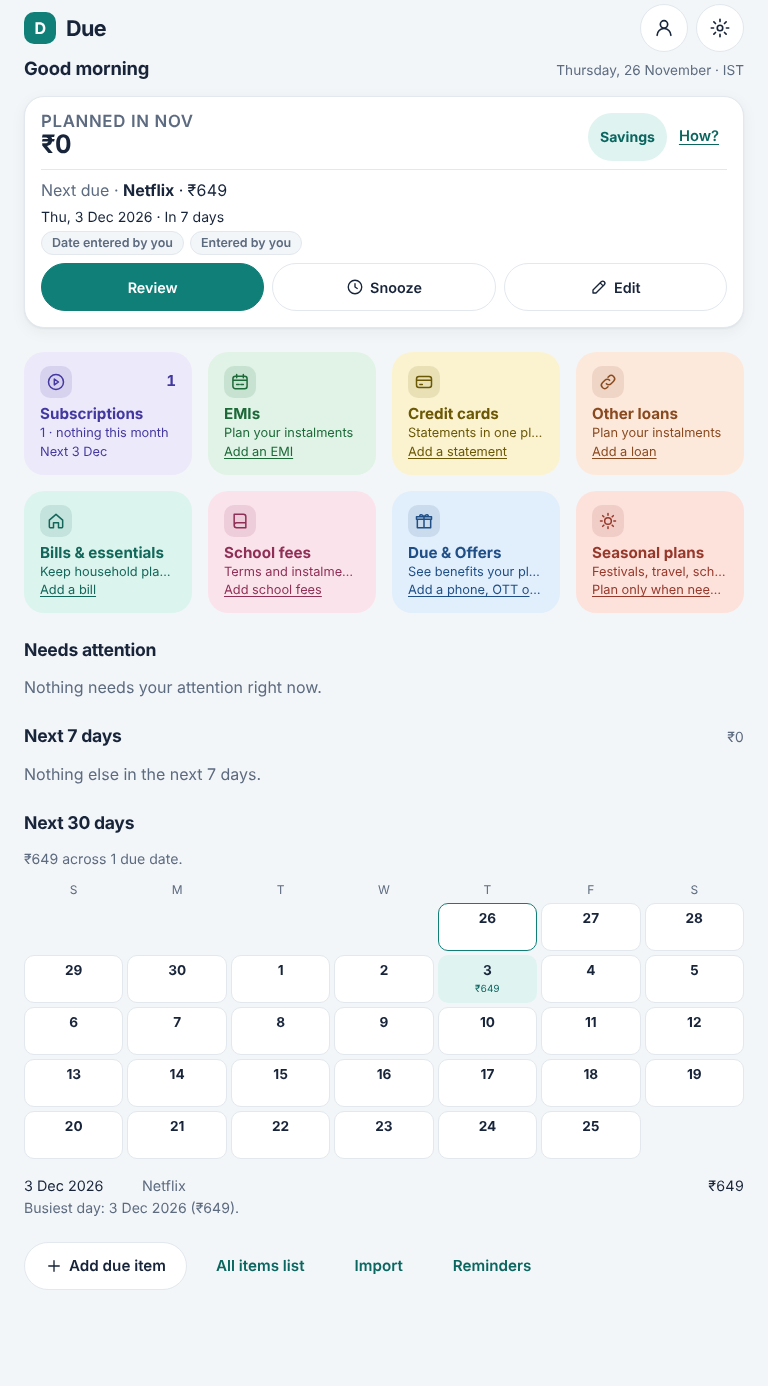 D Due
Good morning
Thursday, 26 November · IST
PLANNED IN NOV
₹0
Savings
How?
Next due · Netflix · ₹649
Thu, 3 Dec 2026 · In 7 days
Date entered by you
Entered by you
Review
Snooze
Edit
1
Subscriptions
1 · nothing this month
Next 3 Dec
EMIs
Plan your instalments
Add an EMI
Credit cards
Statements in one pl...
Add a statement
Other loans
Plan your instalments
Add a loan
Bills & essentials
Keep household pla...
Add a bill
School fees
Terms and instalme...
Add school fees
Due & Offers
See benefits your pl...
Add a phone, OTT o...
Seasonal plans
Festivals, travel, sch...
Plan only when nee...
Needs attention
Nothing needs your attention right now.
Next 7 days
₹0
Nothing else in the next 7 days.
Next 30 days
₹649 across 1 due date.
S M T W T F S
26 27 28
29 30 1 2 3 4 5
₹649
6 7 8 9 10 11 12
13 14 15 16 17 18 19
20 21 22 23 24 25
3 Dec 2026 Netflix ₹649
Busiest day: 3 Dec 2026 (₹649).
Add due item
All items list
Import
Reminders